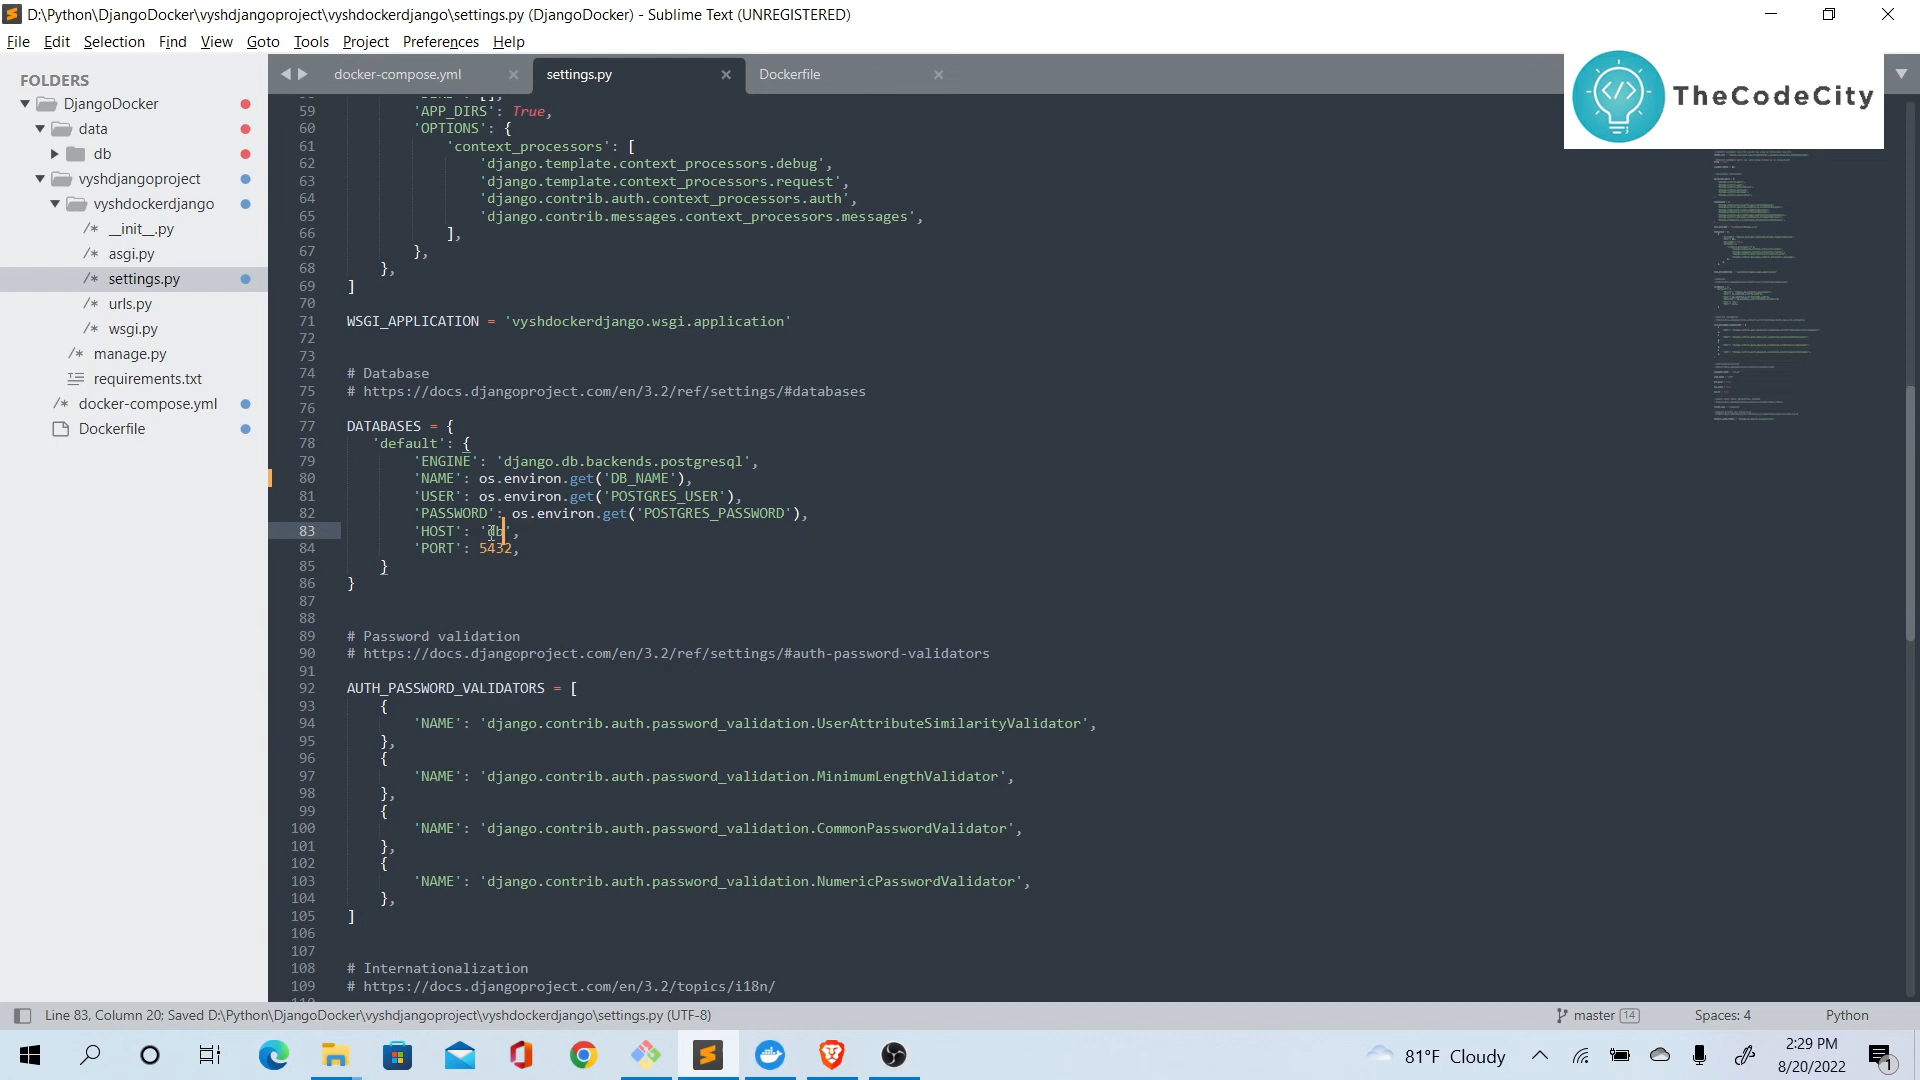 D:\Python\DjangoDocker\vyshdjangoproject\vyshdockerdjango\settings.py (DjangoDocker) - Sublime Text (UNREGISTERED)
File Edit Selection Find View Goto Tools Project Preferences Help
TheCodeCity
FOLDERS
DjangoDocker
data
db
vyshdjangoproject
vyshdockerdjango
__init__.py
asgi.py
settings.py
urls.py
wsgi.py
manage.py
requirements.txt
docker-compose.yml
Dockerfile
docker-compose.yml settings.py Dockerfile
59 'APP_DIRS': True,
60 'OPTIONS': {
61 'context_processors': [
62 'django.template.context_processors.debug',
63 'django.template.context_processors.request',
64 'django.contrib.auth.context_processors.auth',
65 'django.contrib.messages.context_processors.messages',
66 ],
67 },
68 },
69 ]
70
71 WSGI_APPLICATION = 'vyshdockerdjango.wsgi.application'
72
73
74 # Database
75 # https://docs.djangoproject.com/en/3.2/ref/settings/#databases
76
77 DATABASES = {
78 'default': {
79 'ENGINE': 'django.db.backends.postgresql',
80 'NAME': os.environ.get('DB_NAME'),
81 'USER': os.environ.get('POSTGRES_USER'),
82 'PASSWORD': os.environ.get('POSTGRES_PASSWORD'),
83 'HOST': 'db',
84 'PORT': 5432,
85 }
86 }
87
88
89 # Password validation
90 # https://docs.djangoproject.com/en/3.2/ref/settings/#auth-password-validators
91
92 AUTH_PASSWORD_VALIDATORS = [
93 {
94 'NAME': 'django.contrib.auth.password_validation.UserAttributeSimilarityValidator',
95 },
96 {
97 'NAME': 'django.contrib.auth.password_validation.MinimumLengthValidator',
98 },
99 {
100 'NAME': 'django.contrib.auth.password_validation.CommonPasswordValidator',
101 },
102 {
103 'NAME': 'django.contrib.auth.password_validation.NumericPasswordValidator',
104 },
105 ]
106
107
108 # Internationalization
109 # https://docs.djangoproject.com/en/3.2/topics/i18n/
Line 83, Column 20; Saved D:\Python\DjangoDocker\vyshdjangoproject\vyshdockerdjango\settings.py (UTF-8) master 14 Spaces: 4 Python
81°F Cloudy
2:29 PM
8/20/2022
1